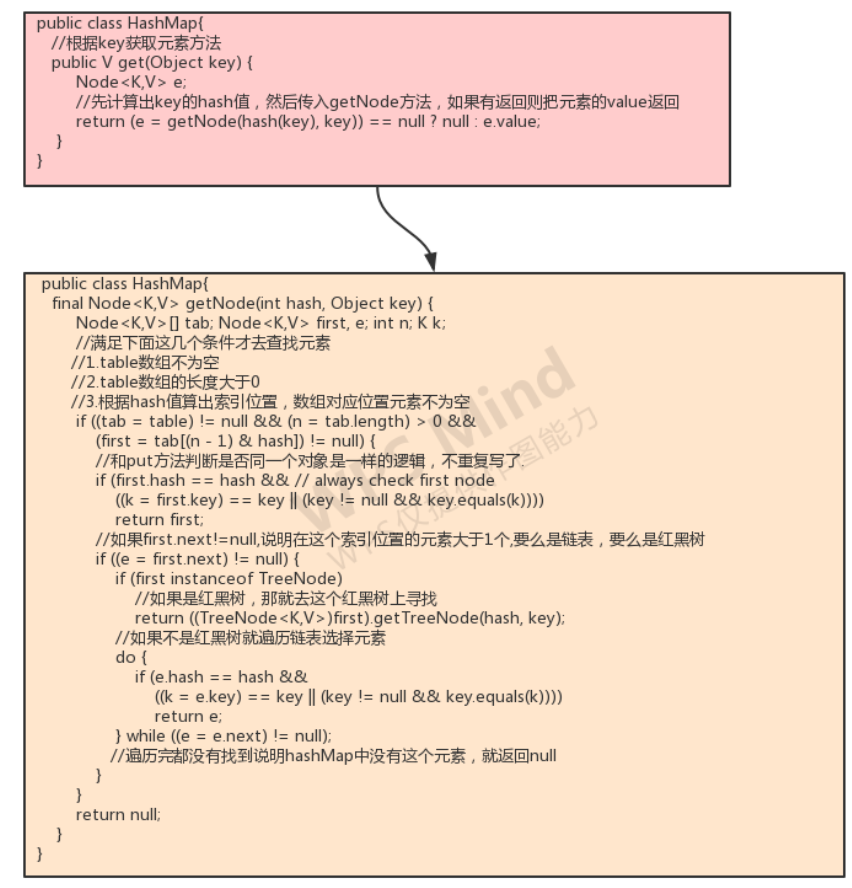 public class HashMap{
//根据key获取元素方法
public V get(Object key) {
Node<K,V> e;
//先计算出key的hash值，然后传入getNode方法，如果有返回则把元素的value返回
return (e = getNode(hash(key), key)) == null ? null : e.value;
}
}
public class HashMap{
final Node<K,V> getNode(int hash, Object key) {
Node<K,V>[] tab; Node<K,V> first, e; int n; K k;
//满足下面这几个条件才去查找元素
//1.table数组不为空
//2.table数组的长度大于0
//3.根据hash值算出索引位置，数组对应位置元素不为空
if ((tab = table) != null && (n = tab.length) > 0 &&
(first = tab[(n - 1) & hash]) != null) {
//和put方法判断是否同一个对象是一样的逻辑，不重复写了.
if (first.hash == hash && // always check first node
((k = first.key) == key || (key != null && key.equals(k))))
return first;
//如果first.next!=null,说明在这个索引位置的元素大于1个,要么是链表，要么是红黑树
if ((e = first.next) != null) {
if (first instanceof TreeNode)
//如果是红黑树，那就去这个红黑树上寻找
return ((TreeNode<K,V>)first).getTreeNode(hash, key);
//如果不是红黑树就遍历链表选择元素
do {
if (e.hash == hash &&
((k = e.key) == key || (key != null && key.equals(k))))
return e;
} while ((e = e.next) != null);
//遍历完都没有找到说明hashMap中没有这个元素，就返回null
}
}
return null;
}
}
WPS Mind
WPS仅提供作图能力